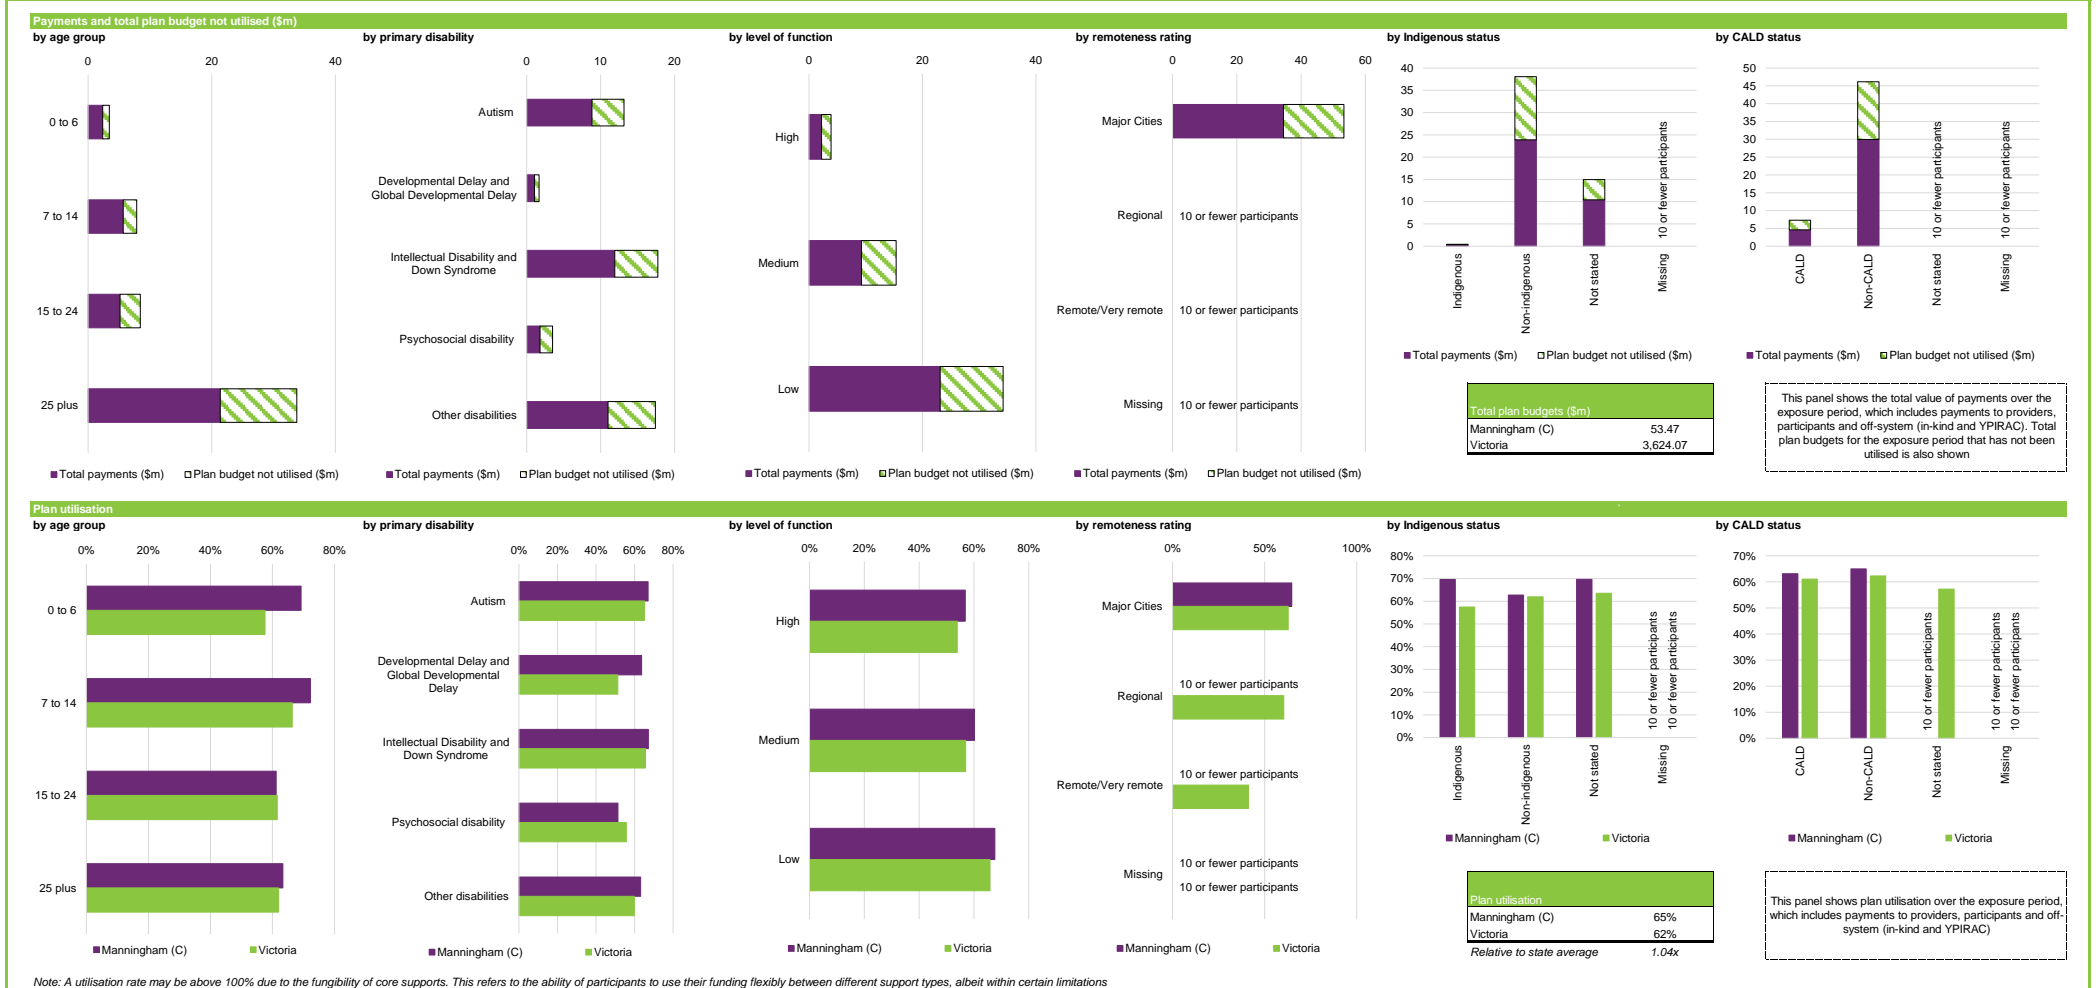 Payments and total plan budget not utilised ($m)
by age group
0
20
40
0 to 6
7 to 14
15 to 24
25 plus
Total payments ($m)
Plan budget not utilised ($m)
by primary disability
0
10
20
Autism
Developmental Delay and
Global Developmental Delay
Intellectual Disability and
Down Syndrome
Psychosocial disability
Other disabilities
Total payments ($m)
Plan budget not utilised ($m)
by level of function
0
20
40
High
Medium
Low
Total payments ($m)
Plan budget not utilised ($m)
by remoteness rating
0
20
40
60
Major Cities
Regional
10 or fewer participants
Remote/Very remote
10 or fewer participants
Missing
10 or fewer participants
Total payments ($m)
Plan budget not utilised ($m)
by Indigenous status
40
35
30
25
20
15
10
5
0
10 or fewer participants
Indigenous
Non-indigenous
Not stated
Missing
Total payments ($m)
Plan budget not utilised ($m)
by CALD status
50
45
40
35
30
25
20
15
10
5
0
10 or fewer participants
10 or fewer participants
CALD
Non-CALD
Not stated
Missing
Total payments ($m)
Plan budget not utilised ($m)
Total plan budgets ($m)
Manningham (C) 53.47
Victoria 3,624.07
This panel shows the total value of payments over the
exposure period, which includes payments to providers,
participants and off-system (in-kind and YPIRAC). Total
plan budgets for the exposure period that has not been
utilised is also shown
Plan utilisation
by age group
0%
20%
40%
60%
80%
0 to 6
7 to 14
15 to 24
25 plus
Manningham (C)
Victoria
by primary disability
0%
20%
40%
60%
80%
Autism
Developmental Delay and
Global Developmental
Delay
Intellectual Disability and
Down Syndrome
Psychosocial disability
Other disabilities
Manningham (C)
Victoria
by level of function
0%
20%
40%
60%
80%
High
Medium
Low
Manningham (C)
Victoria
by remoteness rating
0%
50%
100%
Major Cities
Regional
10 or fewer participants
Remote/Very remote
10 or fewer participants
Missing
10 or fewer participants
10 or fewer participants
Manningham (C)
Victoria
by Indigenous status
80%
70%
60%
50%
40%
30%
20%
10%
0%
10 or fewer participants
10 or fewer participants
Indigenous
Non-indigenous
Not stated
Missing
Manningham (C)
Victoria
by CALD status
70%
60%
50%
40%
30%
20%
10%
0%
10 or fewer participants
10 or fewer participants
10 or fewer participants
CALD
Non-CALD
Not stated
Missing
Manningham (C)
Victoria
Plan utilisation
Manningham (C) 65%
Victoria 62%
Relative to state average 1.04x
This panel shows plan utilisation over the exposure period,
which includes payments to providers, participants and off-
system (in-kind and YPIRAC)
Note: A utilisation rate may be above 100% due to the fungibility of core supports. This refers to the ability of participants to use their funding flexibly between different support types, albeit within certain limitations